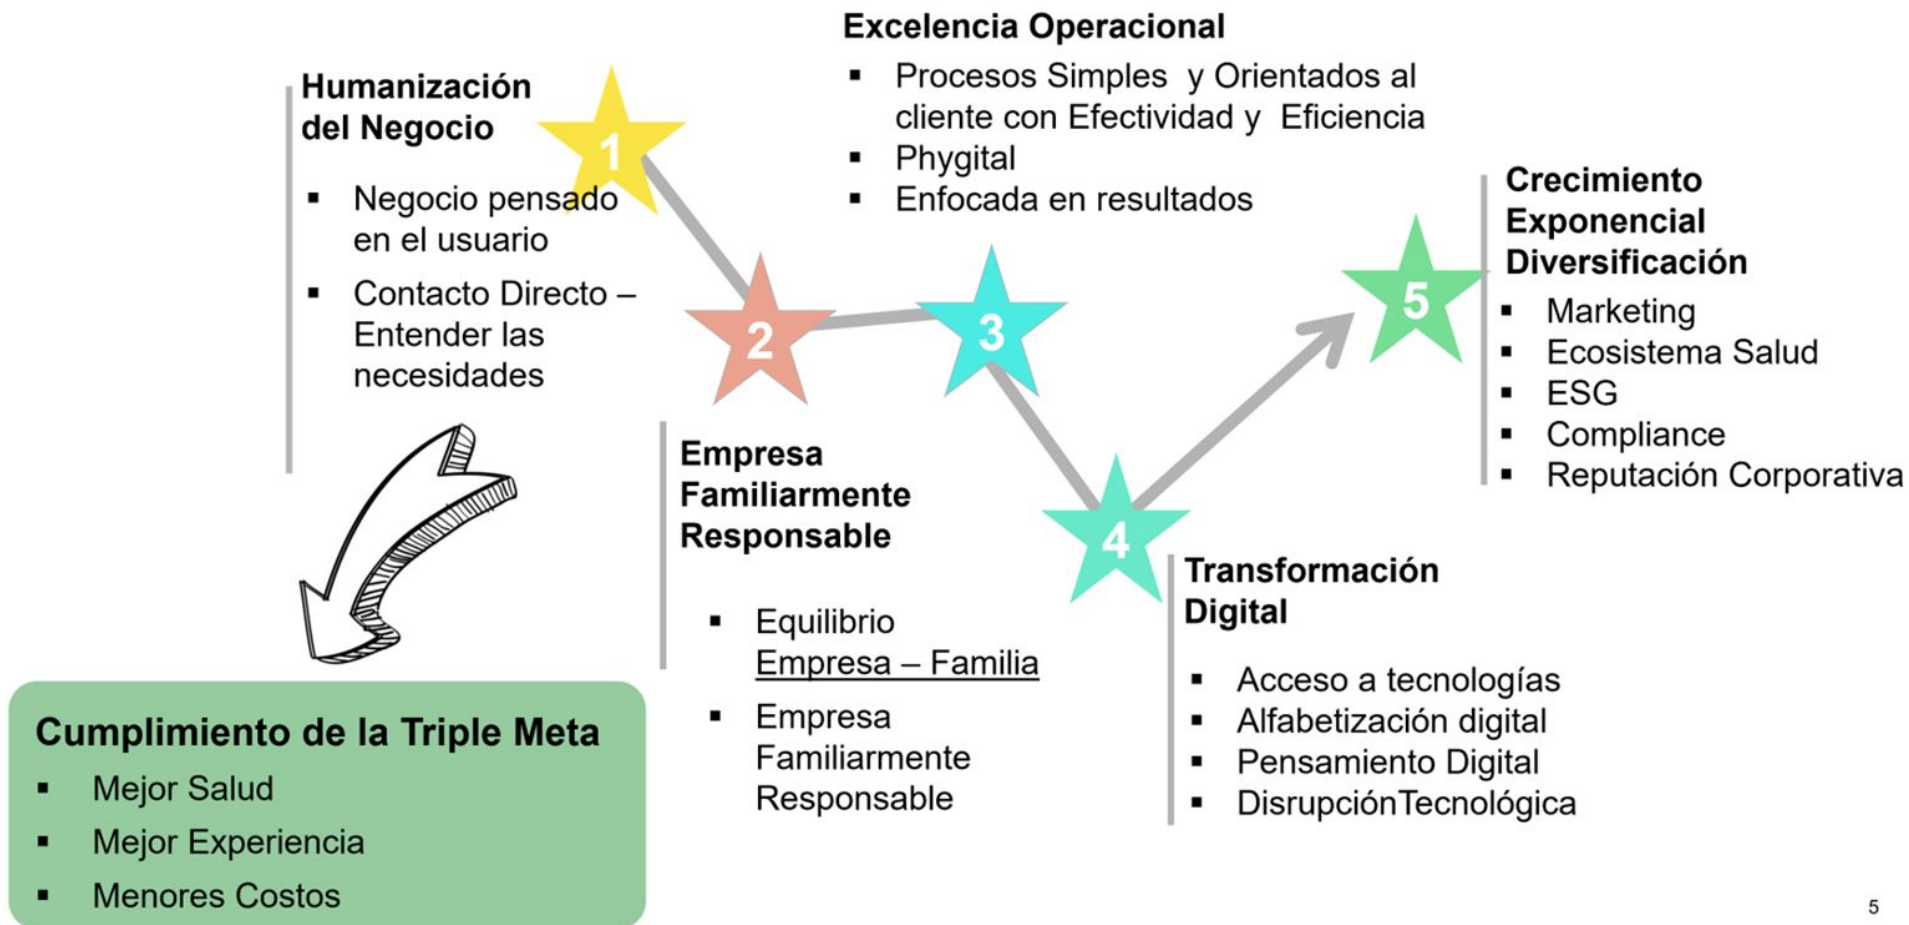 Humanización
del Negocio
▪ Negocio pensado
en el usuario
▪ Contacto Directo –
Entender las
necesidades
1
Cumplimiento de la Triple Meta
▪ Mejor Salud
▪ Mejor Experiencia
▪ Menores Costos
2
Empresa
Familiarmente
Responsable
▪ Equilibrio
Empresa – Familia
▪ Empresa
Familiarmente
Responsable
Excelencia Operacional
▪ Procesos Simples y Orientados al
cliente con Efectividad y Eficiencia
▪ Phygital
▪ Enfocada en resultados
3
4
Transformación
Digital
▪ Acceso a tecnologías
▪ Alfabetización digital
▪ Pensamiento Digital
▪ DisrupciónTecnológica
5
Crecimiento
Exponencial
Diversificación
▪ Marketing
▪ Ecosistema Salud
▪ ESG
▪ Compliance
▪ Reputación Corporativa
5